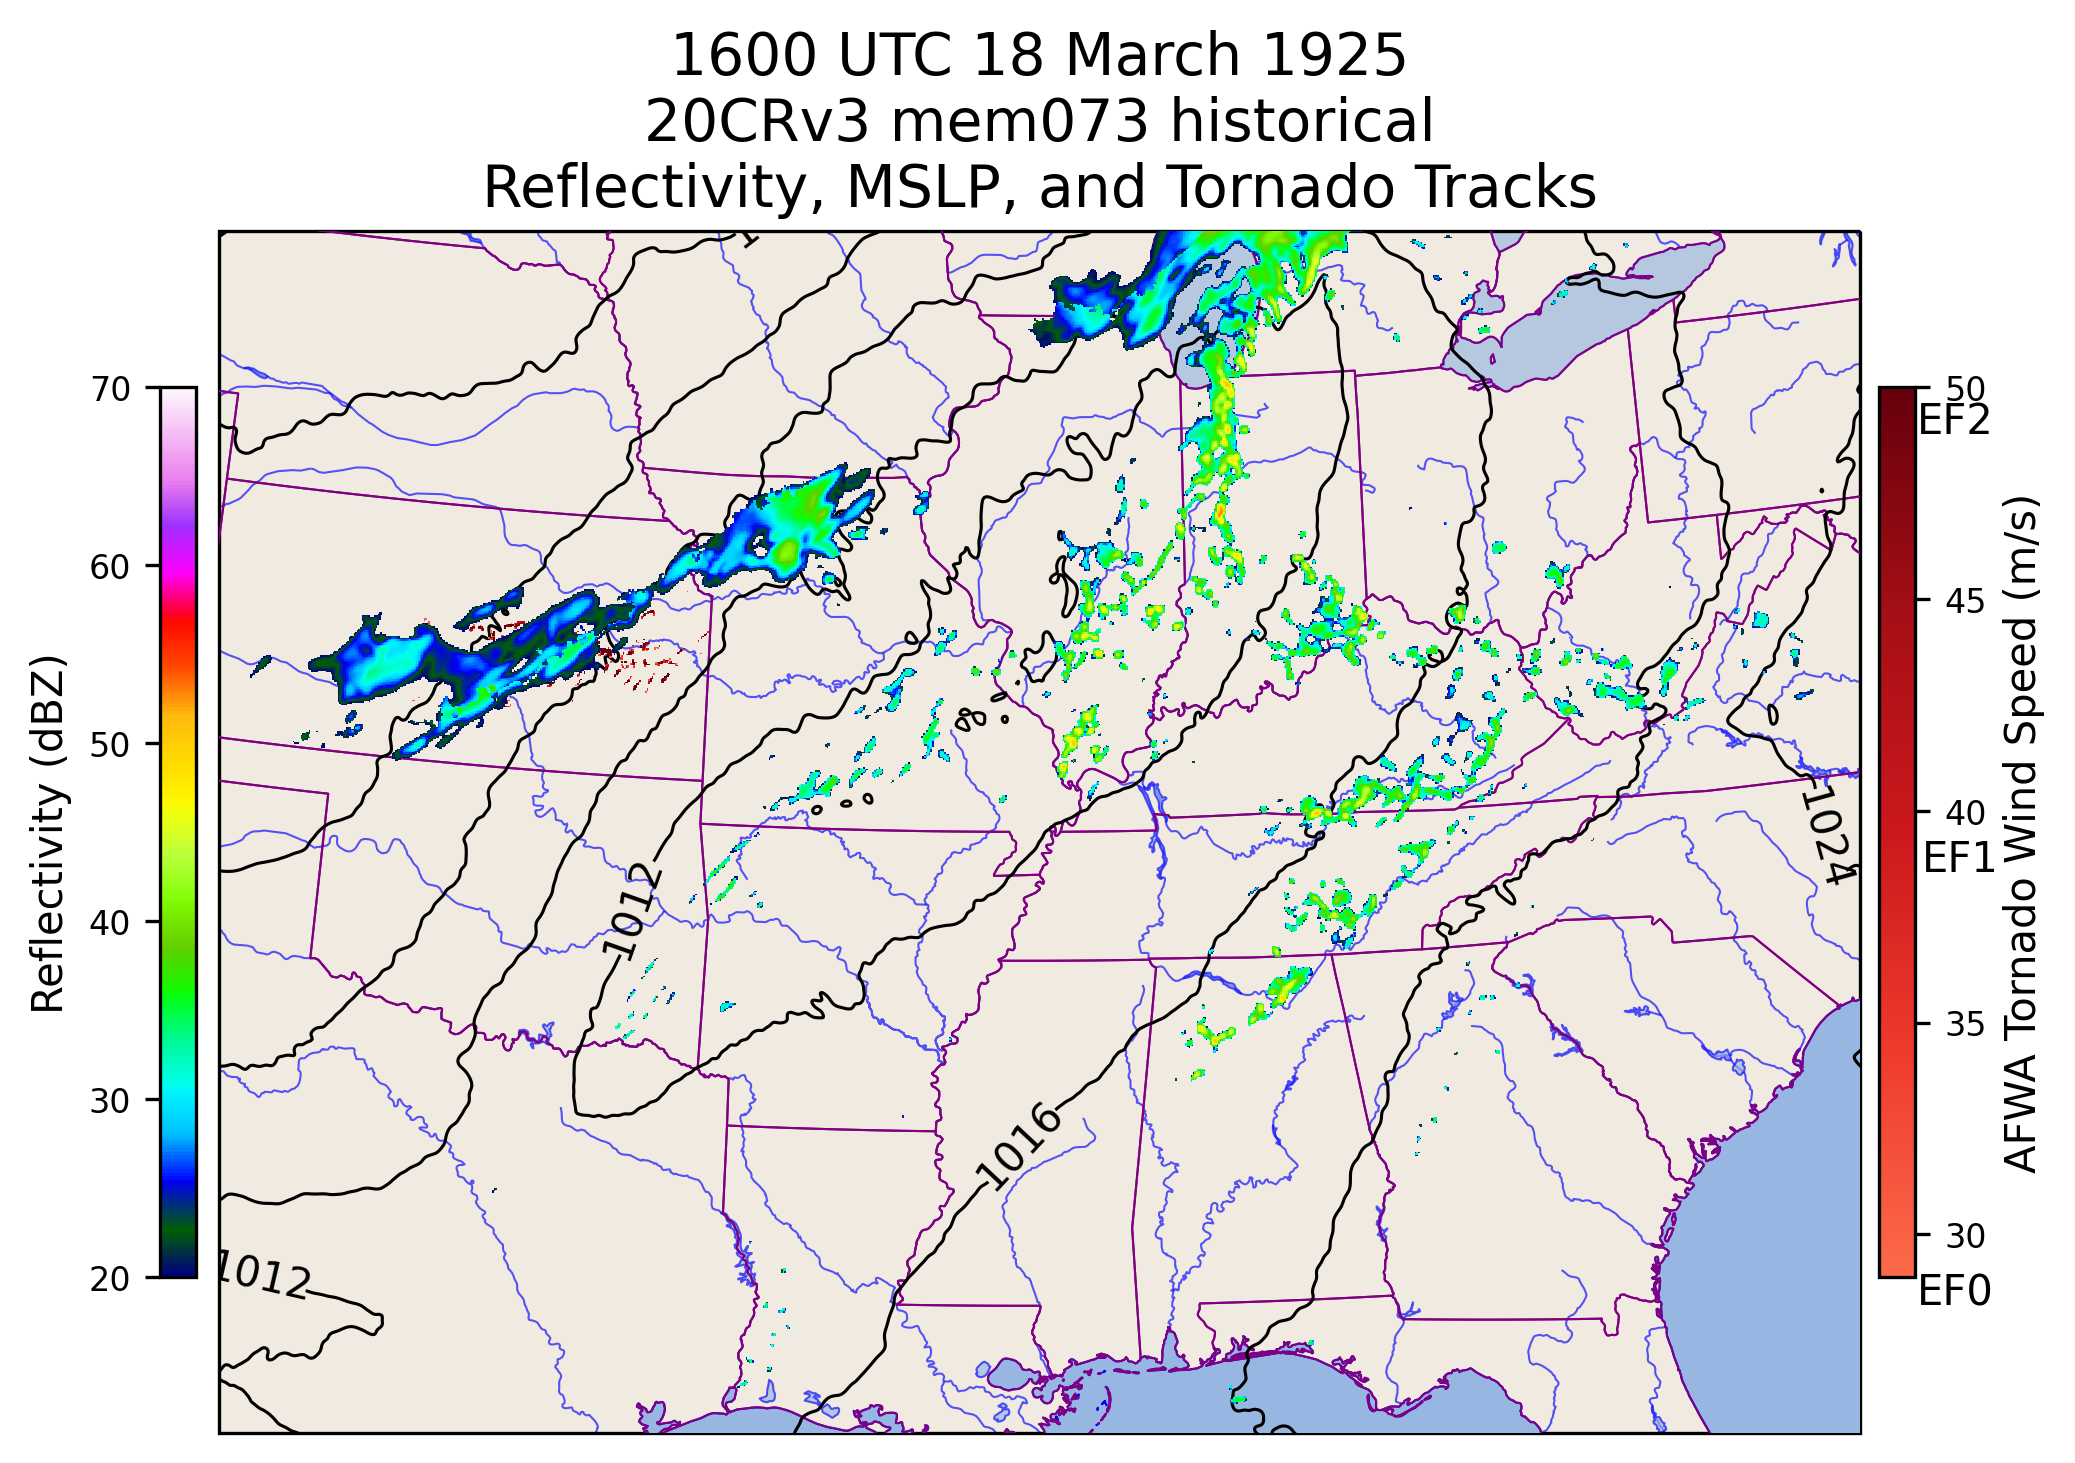 1600 UTC 18 March 1925
20CRv3 mem073 historical
Reflectivity, MSLP, and Tornado Tracks
70
60
50
40
30
20
Reflectivity (dBZ)
1012
1012
1016
1024
50
EF2
45
40
EF1
35
30
EF0
AFWA Tornado Wind Speed (m/s)